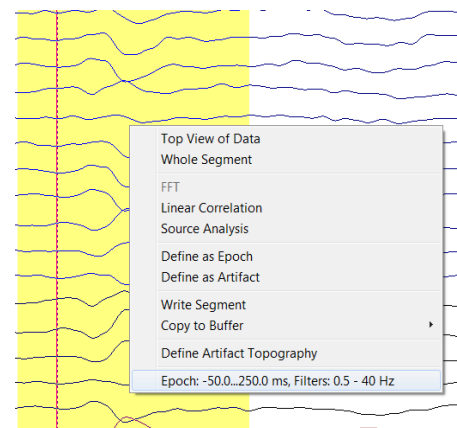 Top View of Data
Whole Segment
FFT
Linear Correlation
Source Analysis
Define as Epoch
Define as Artifact
Write Segment
Copy to Buffer
Define Artifact Topography
Epoch: -50.0...250.0 ms, Filters: 0.5 - 40 Hz